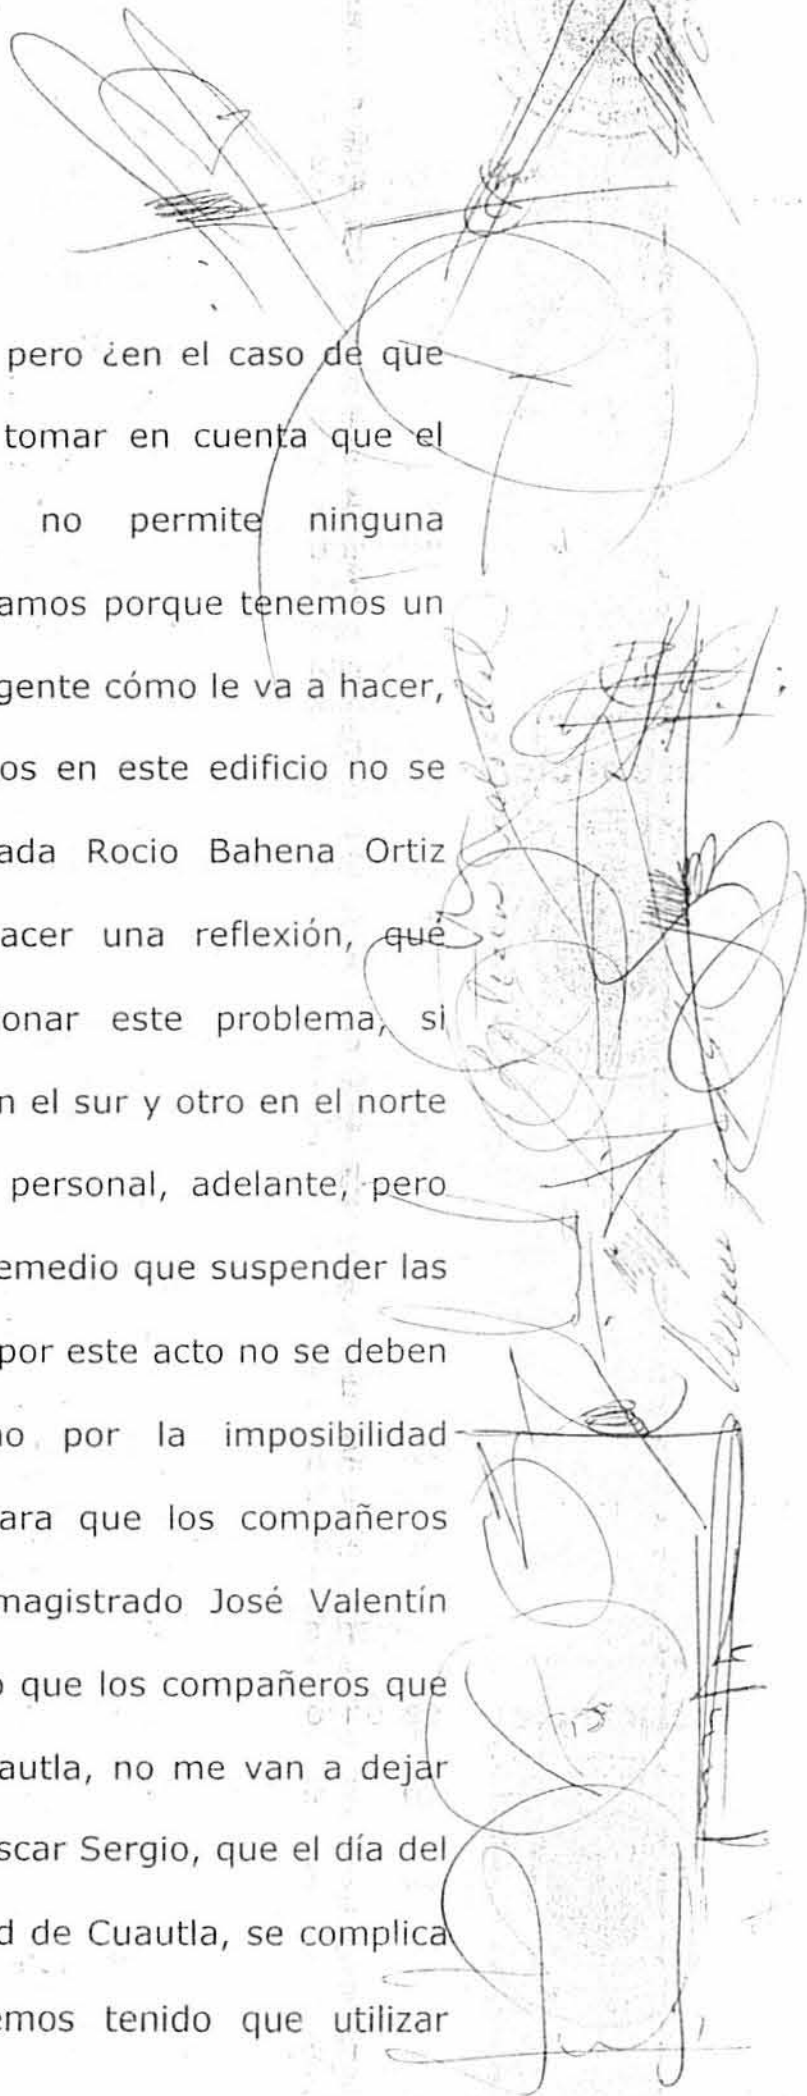 pero ¿en el caso de que
tomar en cuenta que el
no permite ninguna
amos porque tenemos un
gente cómo le va a hacer,
os en este edificio no se
ada Rocio Bahena Ortiz
acer una reflexión, qué
onar este problema, si
n el sur y otro en el norte
personal, adelante, pero
emedio que suspender las
por este acto no se deben
no por la imposibilidad
ara que los compañeros
magistrado José Valentín
o que los compañeros que
autla, no me van a dejar
scar Sergio, que el día del
d de Cuautla, se complica
emos tenido que utilizar